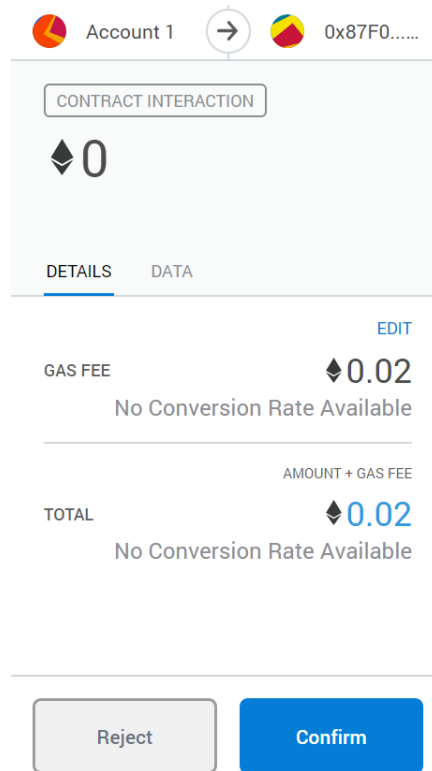 Account 1 0x87F0......
CONTRACT INTERACTION
0
DETAILS DATA
EDIT
GAS FEE 0.02
No Conversion Rate Available
AMOUNT + GAS FEE
TOTAL 0.02
No Conversion Rate Available
Reject Confirm